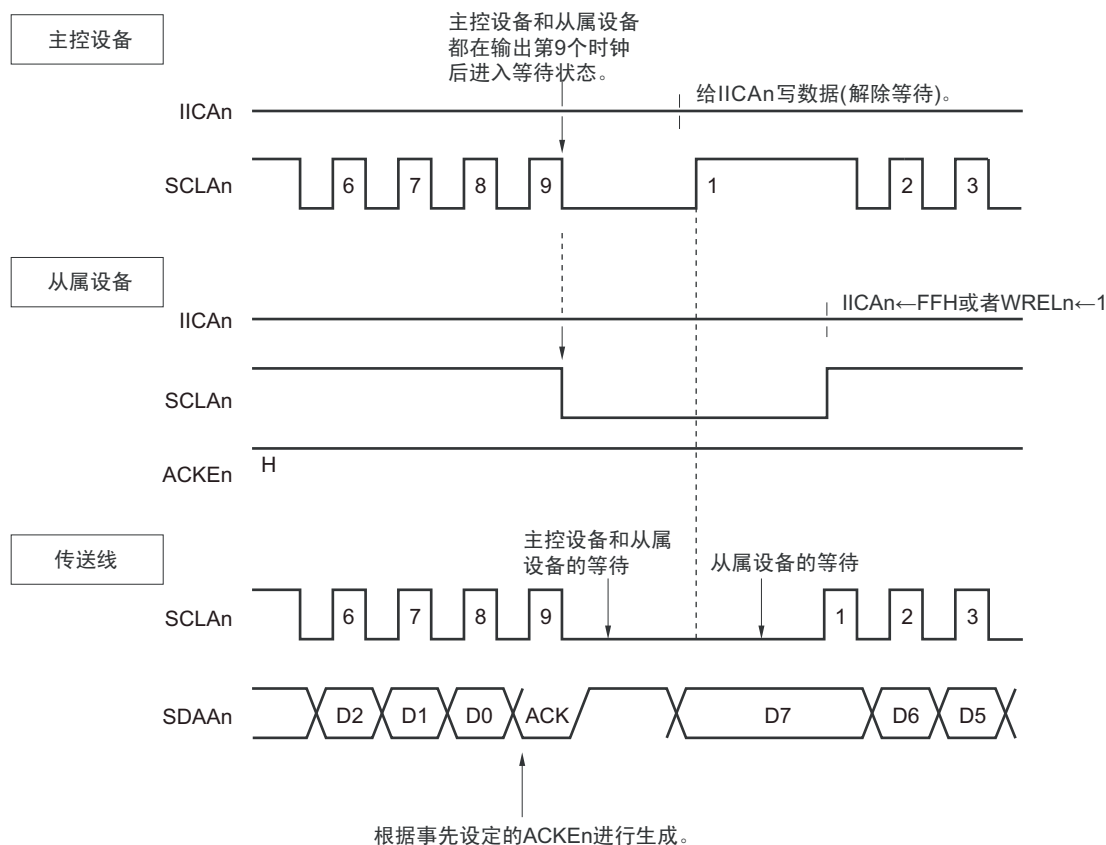 主控设备
主控设备和从属设备
都在输出第9个时钟
后进入等待状态。
给IICAn写数据(解除等待)。
IICAn
SCLAn
6 7 8 9 1 2 3
从属设备
IICAn←FFH或者WRELn←1
IICAn
SCLAn
ACKEn
H
传送线
主控设备和从属
设备的等待
从属设备的等待
SCLAn
6 7 8 9 1 2 3
SDAAn
D2 D1 D0 ACK D7 D6 D5
根据事先设定的ACKEn进行生成。